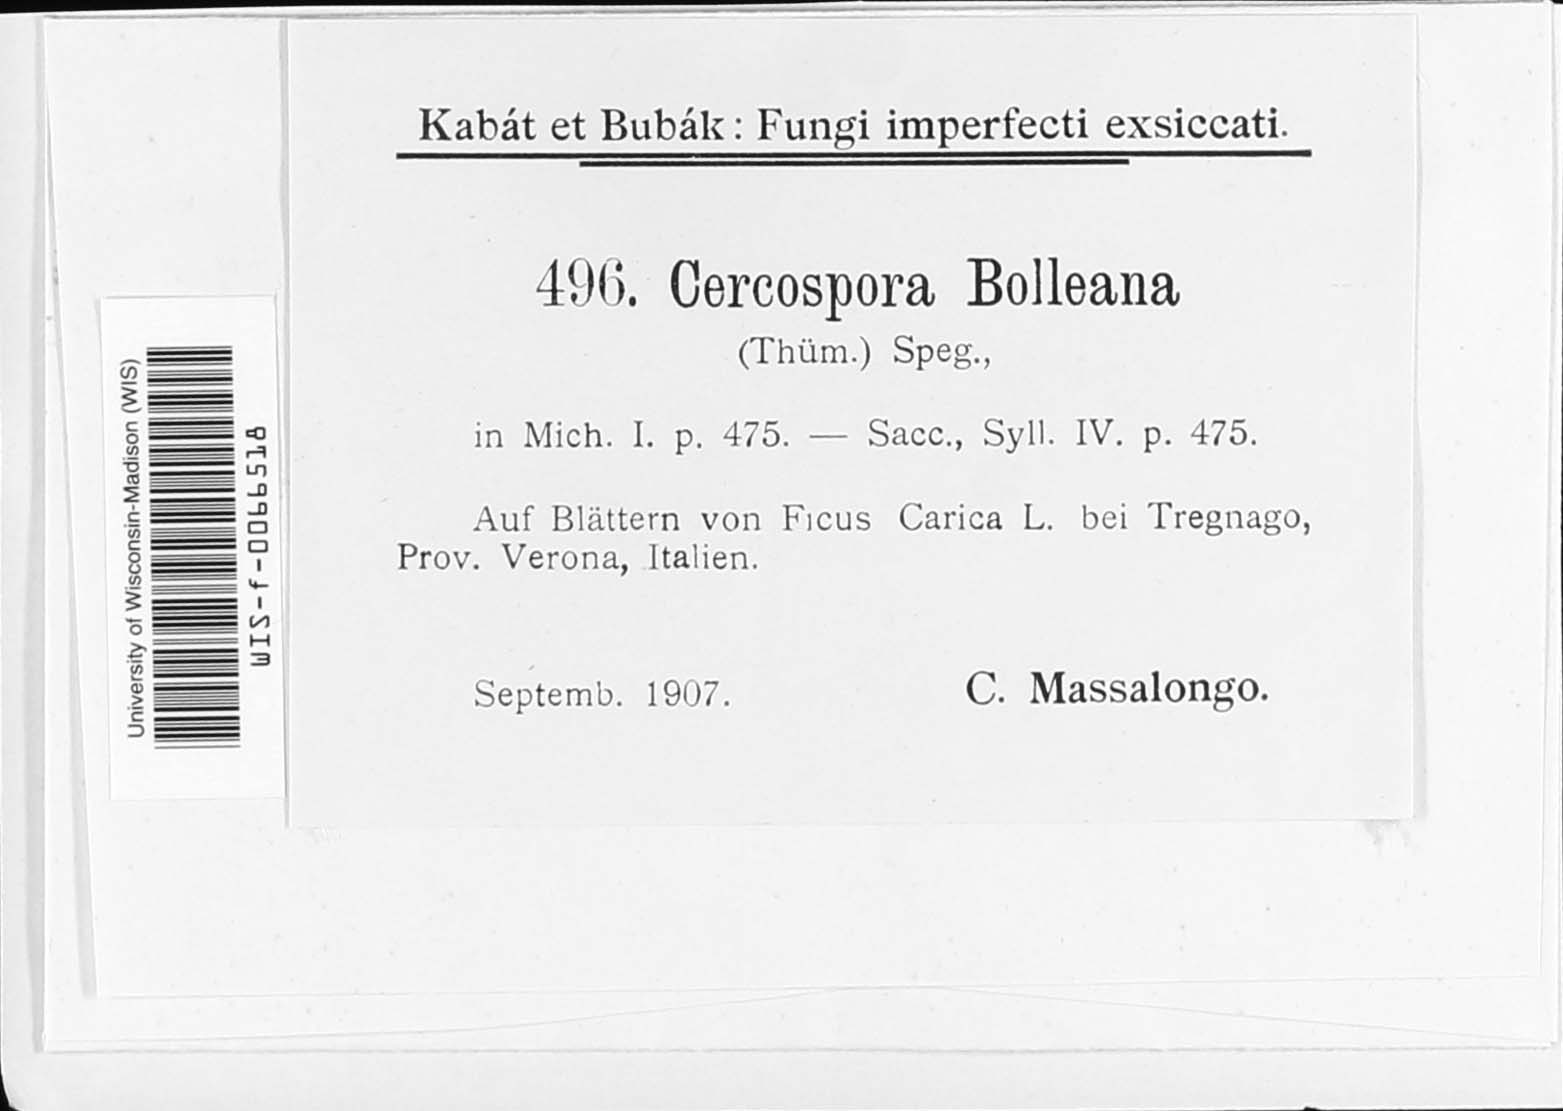 Kabát et Bubák: Fungi imperfecti exsiccati.
496. Cercospora Bolleana
(Thüm.) Speg.,
in Mich. I. p. 475. — Sacc., Syll. IV. p. 475.
Auf Blättern von Ficus Carica L. bei Tregnago,
Prov. Verona, Italien.
Septemb. 1907. C. Massalongo.
University of Wisconsin-Madison (WIS)
WIS-f-0066518